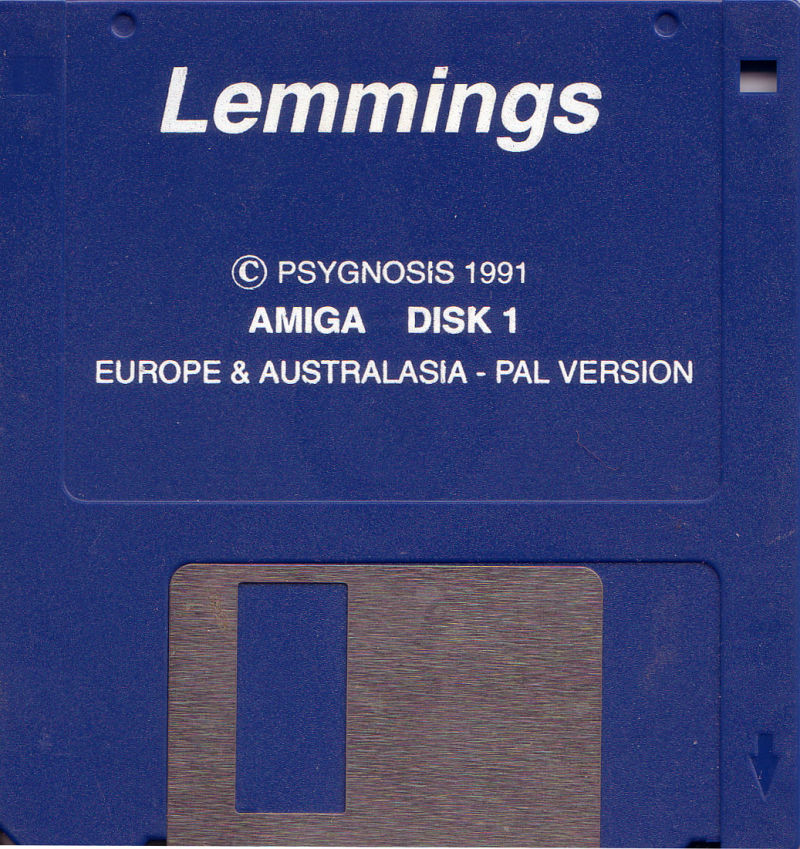 Lemmings
© PSYGNOSIS 1991
AMIGA DISK 1
EUROPE & AUSTRALASIA - PAL VERSION